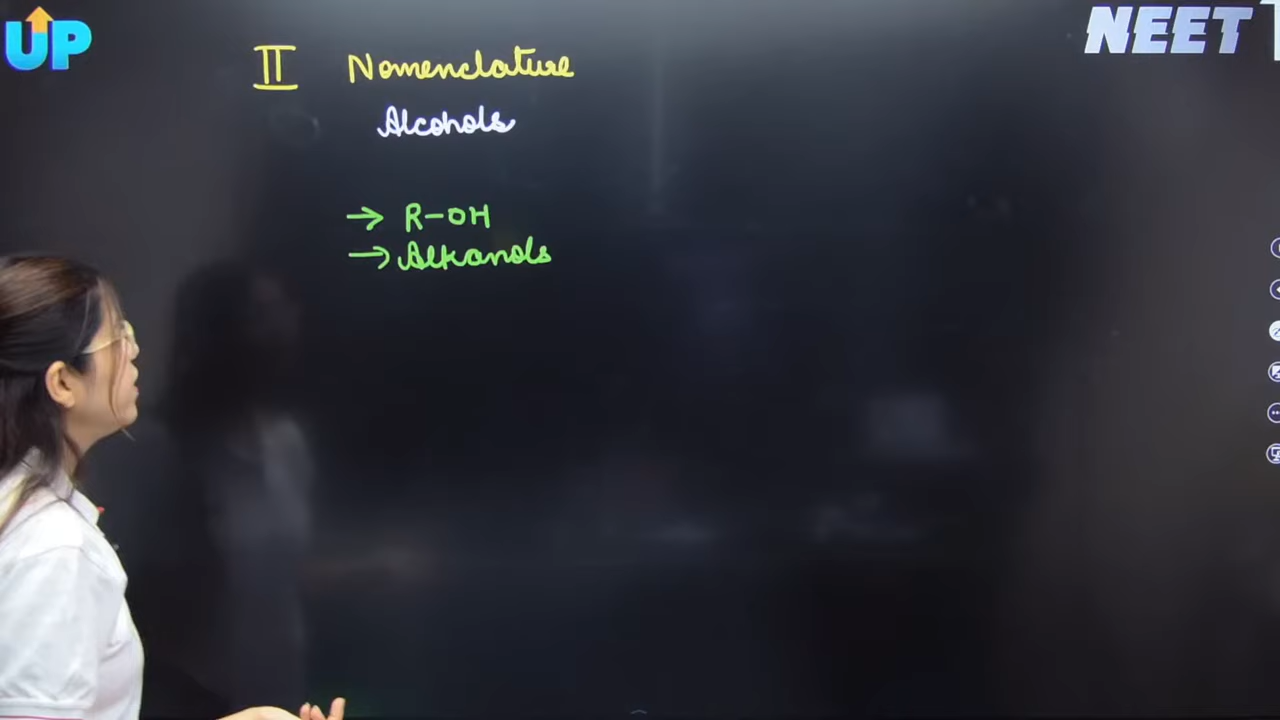 UP
NEET
II Nomenclature
Alcohols
→ R-OH
→ Alkanols